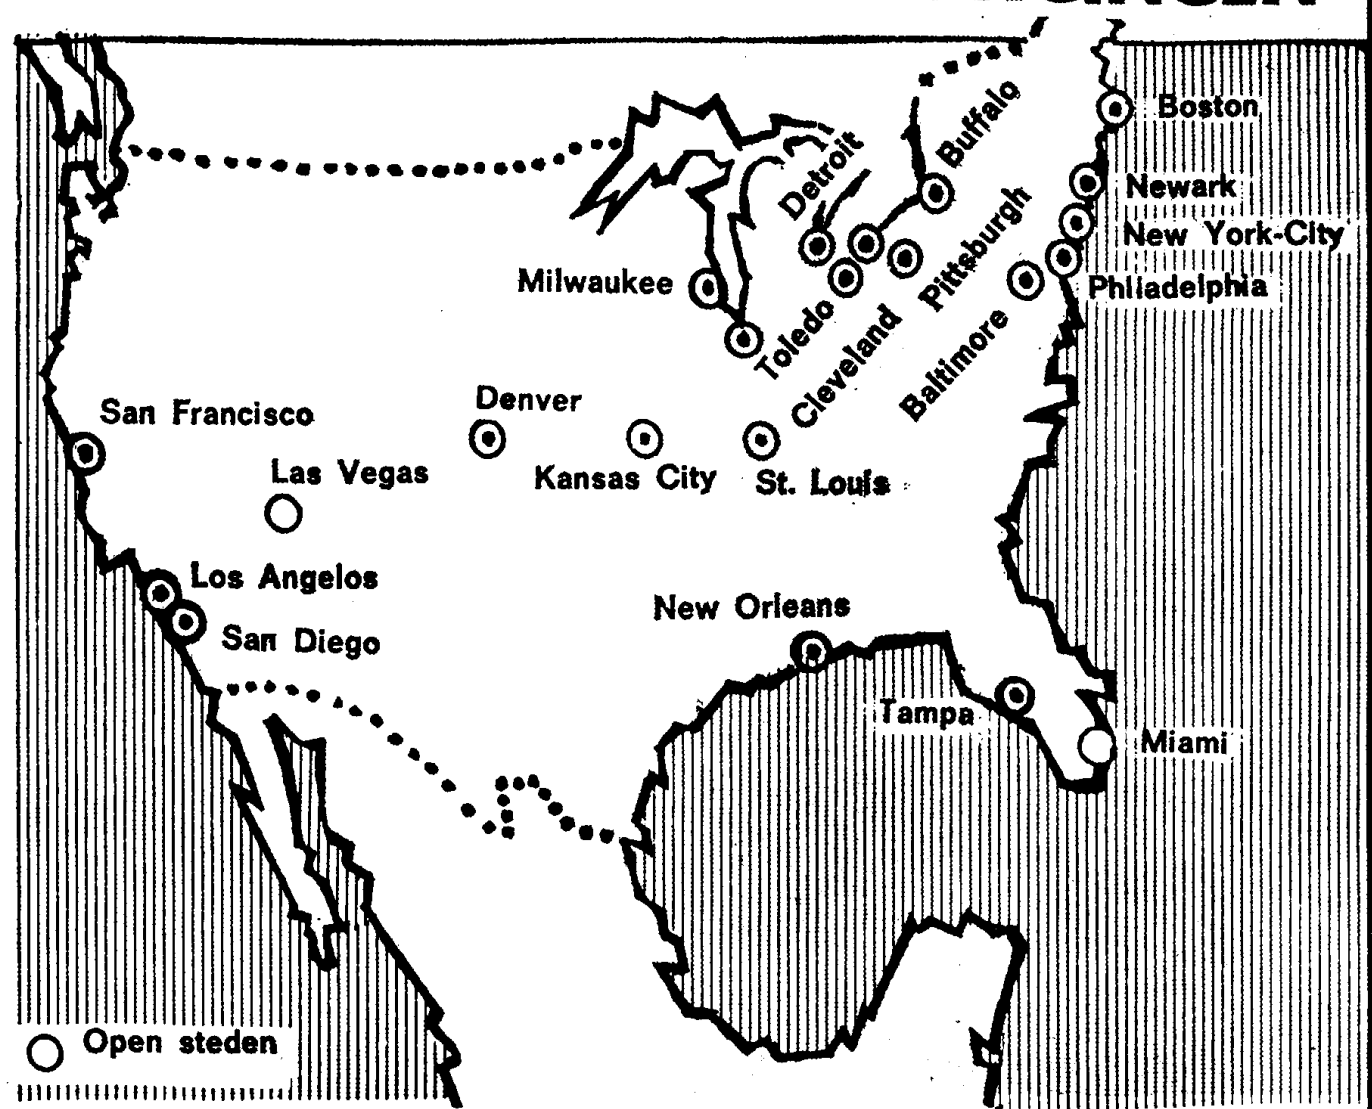 Boston
Buffalo
Detroit
Newark
Pittsburgh
New York-City
Milwaukee
Philadelphia
Toledo
Cleveland
Baltimore
Denver
San Francisco
Las Vegas
Kansas City
St. Louis
Los Angelos
New Orleans
San Diego
Tampa
Miami
Open steden